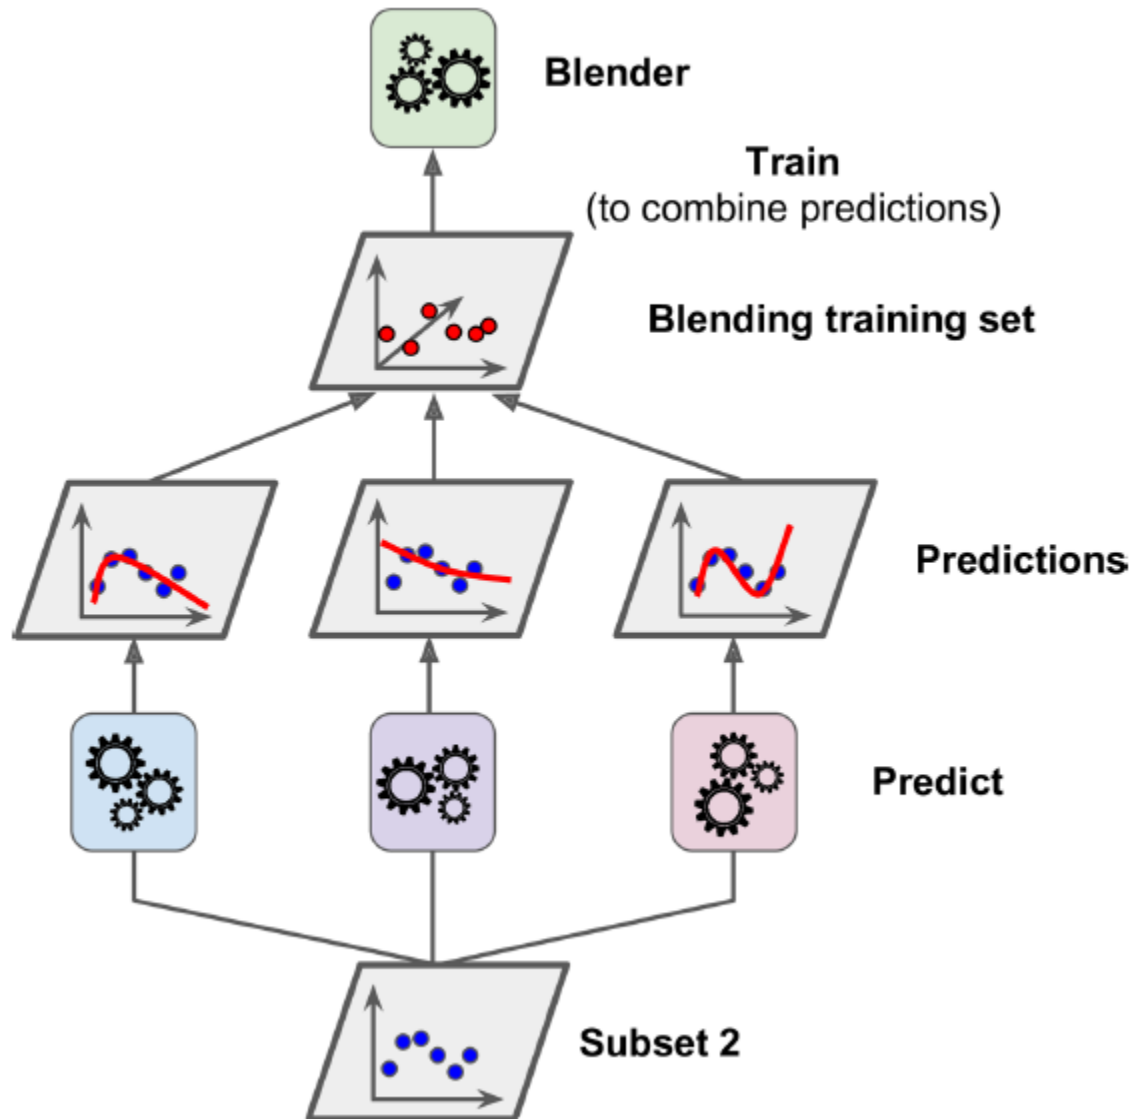 Blender
Train
(to combine predictions)
Blending training set
Predictions
Predict
Subset 2